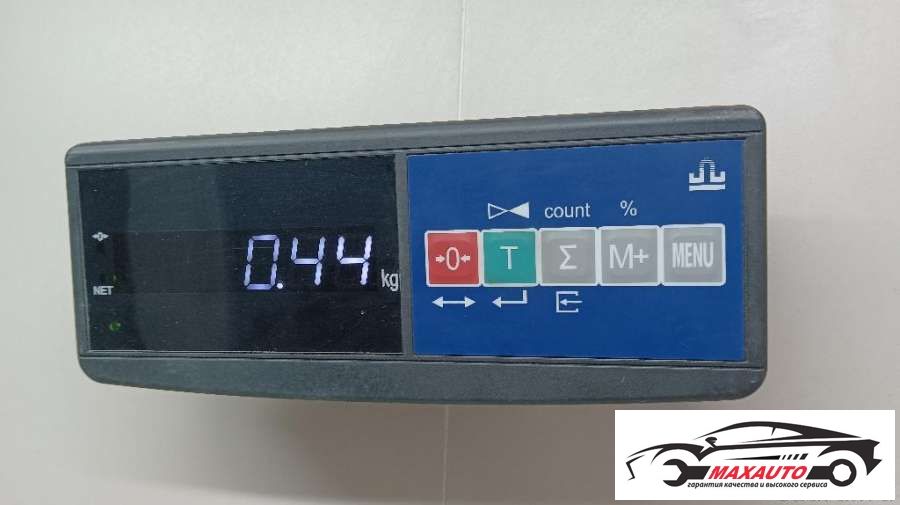 count %
0.44 kg
NET
→0← T Σ M+ MENU
MAXAUTO
гарантия качества и высокого сервиса